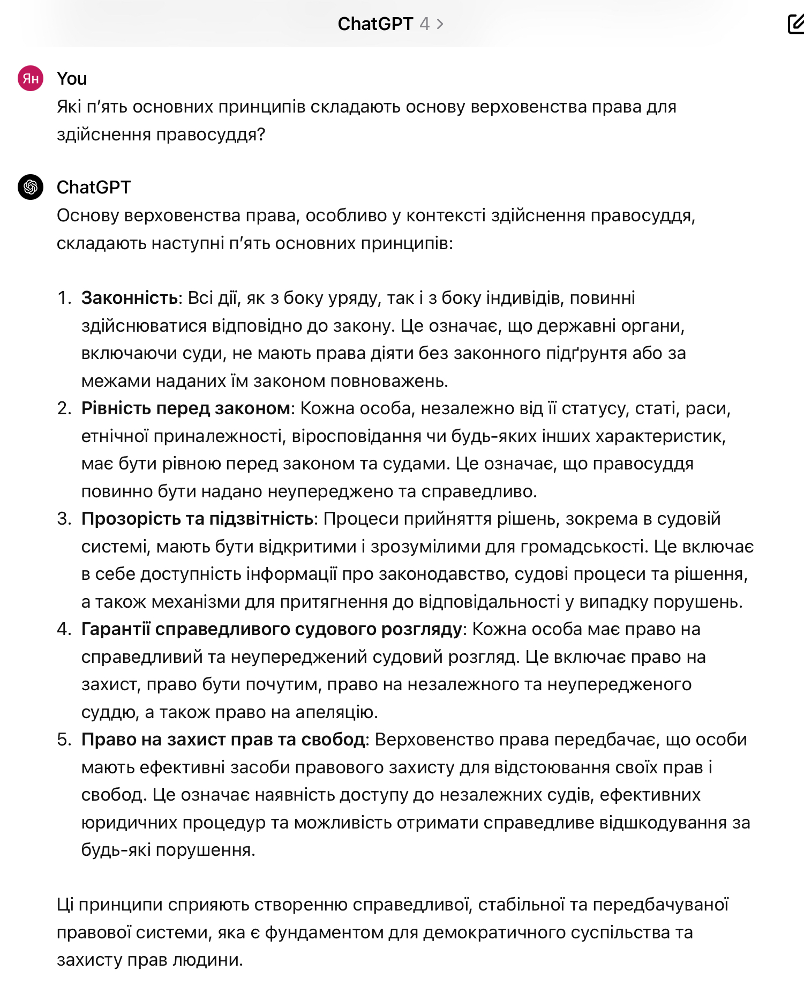 ChatGPT 4 >
Ян You
Які п’ять основних принципів складають основу верховенства права для
здійснення правосуддя?
ChatGPT
Основу верховенства права, особливо у контексті здійснення правосуддя,
складають наступні п’ять основних принципів:
1. Законність: Всі дії, як з боку уряду, так і з боку індивідів, повинні
здійснюватися відповідно до закону. Це означає, що державні органи,
включаючи суди, не мають права діяти без законного підґрунтя або за
межами наданих їм законом повноважень.
2. Рівність перед законом: Кожна особа, незалежно від її статусу, статі, раси,
етнічної приналежності, віросповідання чи будь-яких інших характеристик,
має бути рівною перед законом та судами. Це означає, що правосуддя
повинно бути надано неупереджено та справедливо.
3. Прозорість та підзвітність: Процеси прийняття рішень, зокрема в судовій
системі, мають бути відкритими і зрозумілими для громадськості. Це включає
в себе доступність інформації про законодавство, судові процеси та рішення,
а також механізми для притягнення до відповідальності у випадку порушень.
4. Гарантії справедливого судового розгляду: Кожна особа має право на
справедливий та неупереджений судовий розгляд. Це включає право на
захист, право бути почутим, право на незалежного та неупередженого
суддю, а також право на апеляцію.
5. Право на захист прав та свобод: Верховенство права передбачає, що особи
мають ефективні засоби правового захисту для відстоювання своїх прав і
свобод. Це означає наявність доступу до незалежних судів, ефективних
юридичних процедур та можливість отримати справедливе відшкодування за
будь-які порушення.
Ці принципи сприяють створенню справедливої, стабільної та передбачуваної
правової системи, яка є фундаментом для демократичного суспільства та
захисту прав людини.